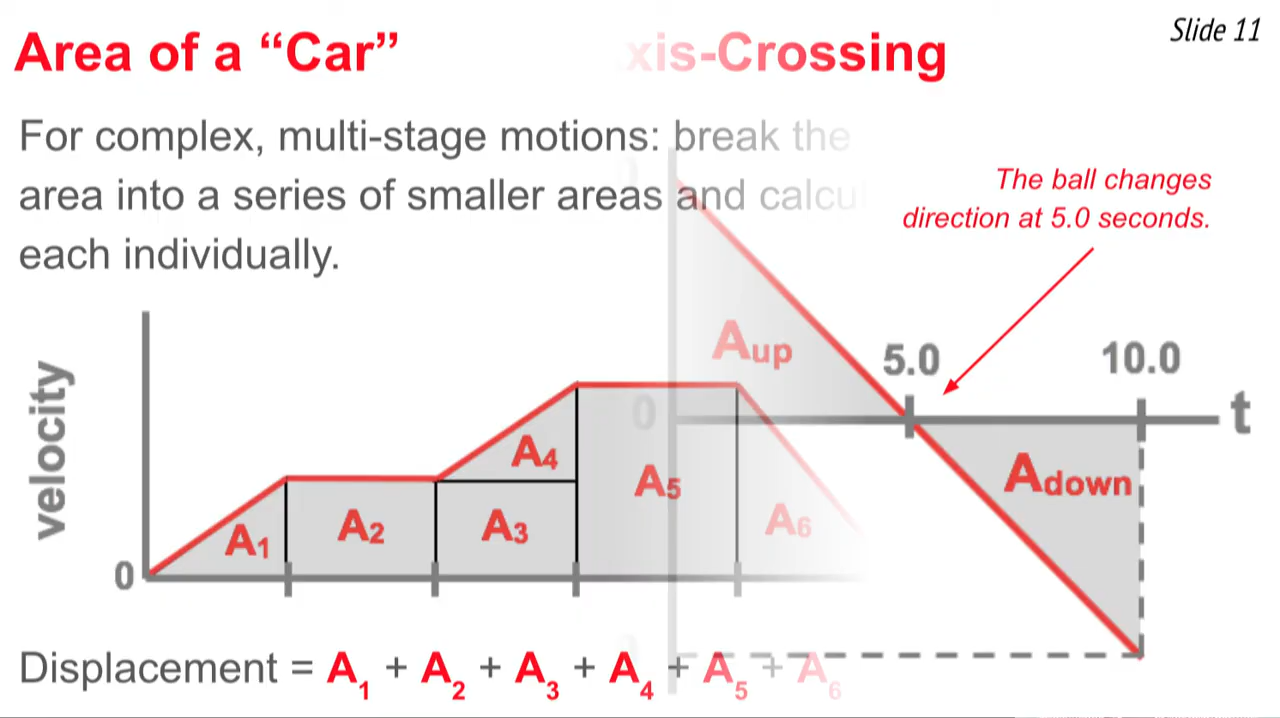 Slide 11
Area of a “Car”
xis-Crossing
For complex, multi-stage motions: break the
area into a series of smaller areas and calcul
each individually.
The ball changes
direction at 5.0 seconds.
velocity
0
A1
A2
A3
A4
A5
A6
0
Aup
5.0
10.0
t
Adown
Displacement = A1 + A2 + A3 + A4 + A5 + A6